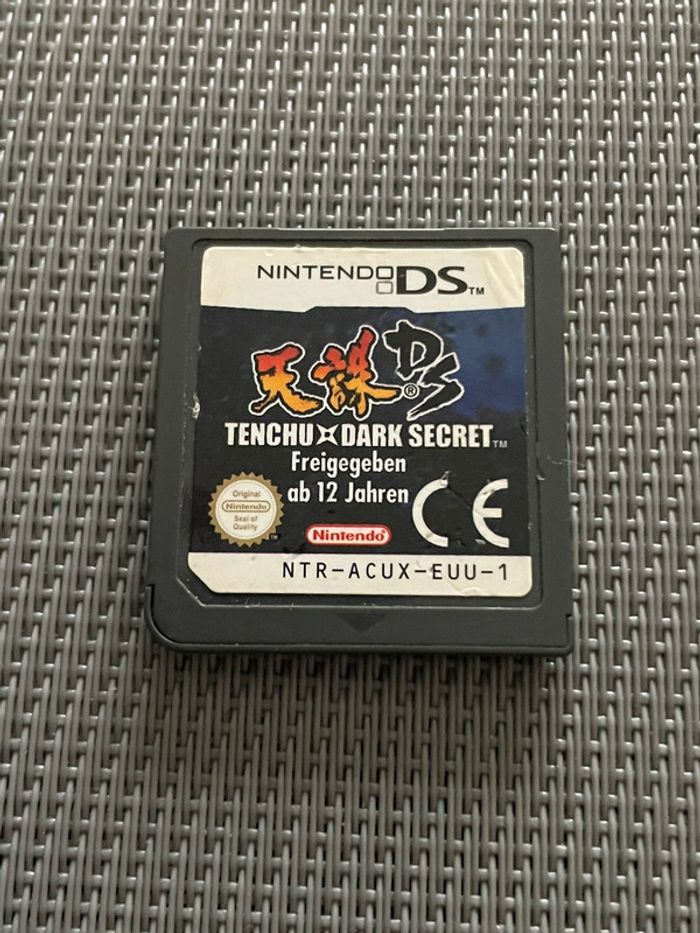 NINTENDO DS™
天誅®DS
TENCHU DARK SECRET™
Freigegeben
ab 12 Jahren
Original
Nintendo
Seal of
Quality
™
Nintendo®
CE
NTR-ACUX-EUU-1